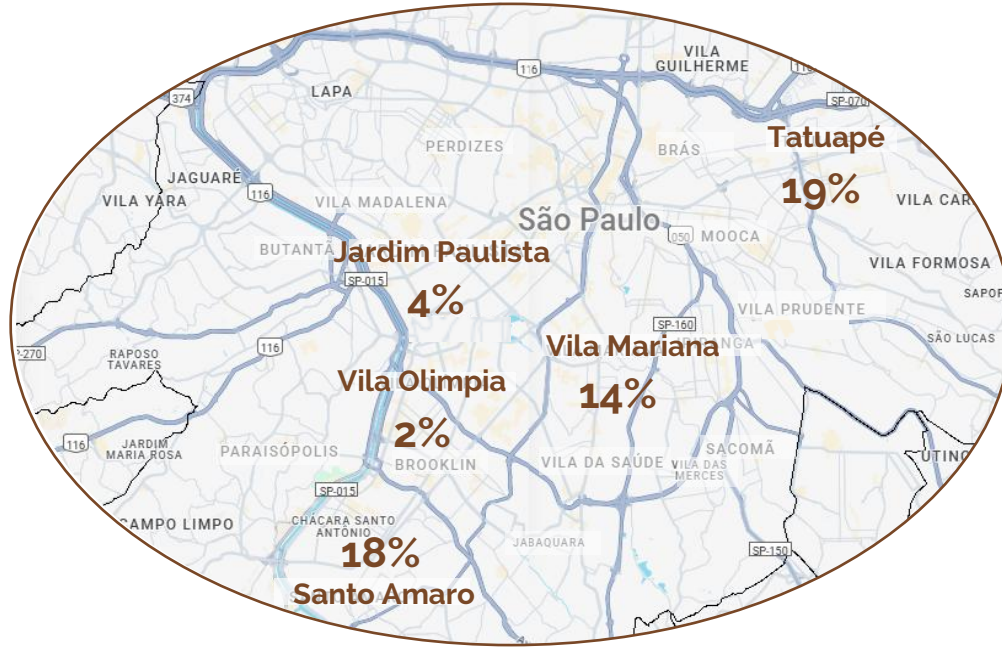 VILA
GUILHERME
116
116
374
LAPA
SP-070
Tatuapé
PERDIZES
BRÁS
JAGUARÉ
19%
116
VILA YARA
VILA MADALENA
VILA CAR
São Paulo
050
MOOCA
BUTANTÃ
Jardim Paulista
VILA FORMOSA
SP-015
4%
SAPOP
VILA PRUDENTE
SP-160
116
Vila Mariana
SÃO LUCAS
-270
RAPOSO
TAVARES
Vila Olimpia
14%
2%
116
JARDIM
MARIA ROSA
PARAISÓPOLIS
BROOKLIN
VILA DA SAÚDE
VILA DAS
MERCES
SACOMÃ
UTING
SP-015
CAMPO LIMPO
CHÁCARA SANTO
ANTÔNIO
JABAQUARA
18%
SP-150
Santo Amaro